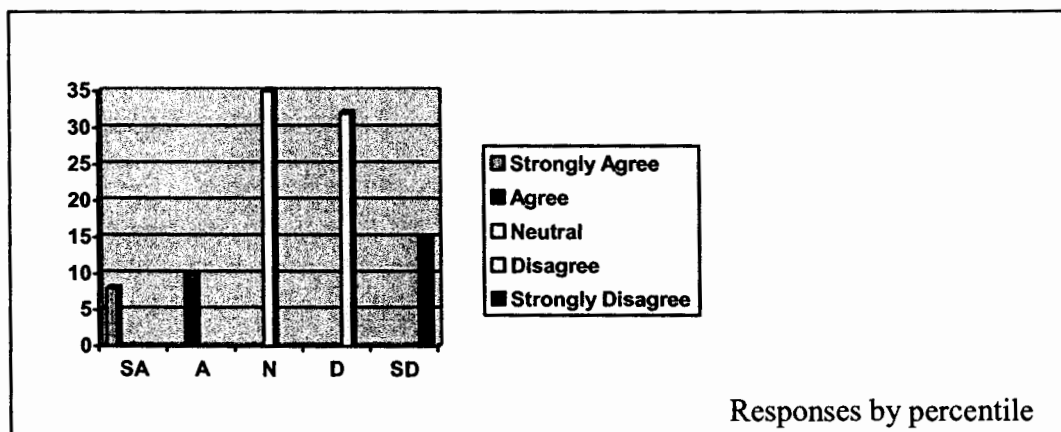 35
30
25
20
15
10
5
0
SA A N D SD
Strongly Agree
Agree
Neutral
Disagree
Strongly Disagree
Responses by percentile